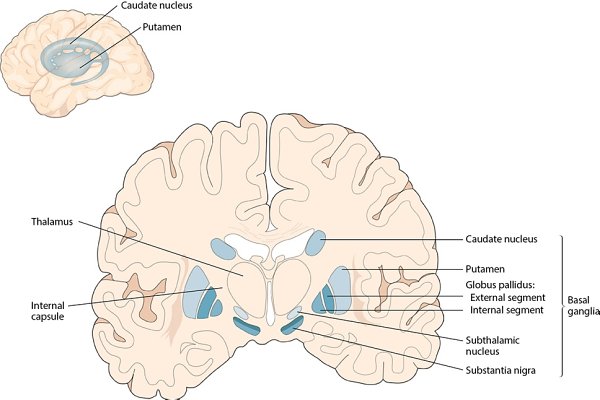 Caudate nucleus
Putamen
Thalamus
Internal
capsule
Caudate nucleus
Putamen
Globus pallidus:
External segment
Internal segment
Subthalamic
nucleus
Substantia nigra
Basal
ganglia